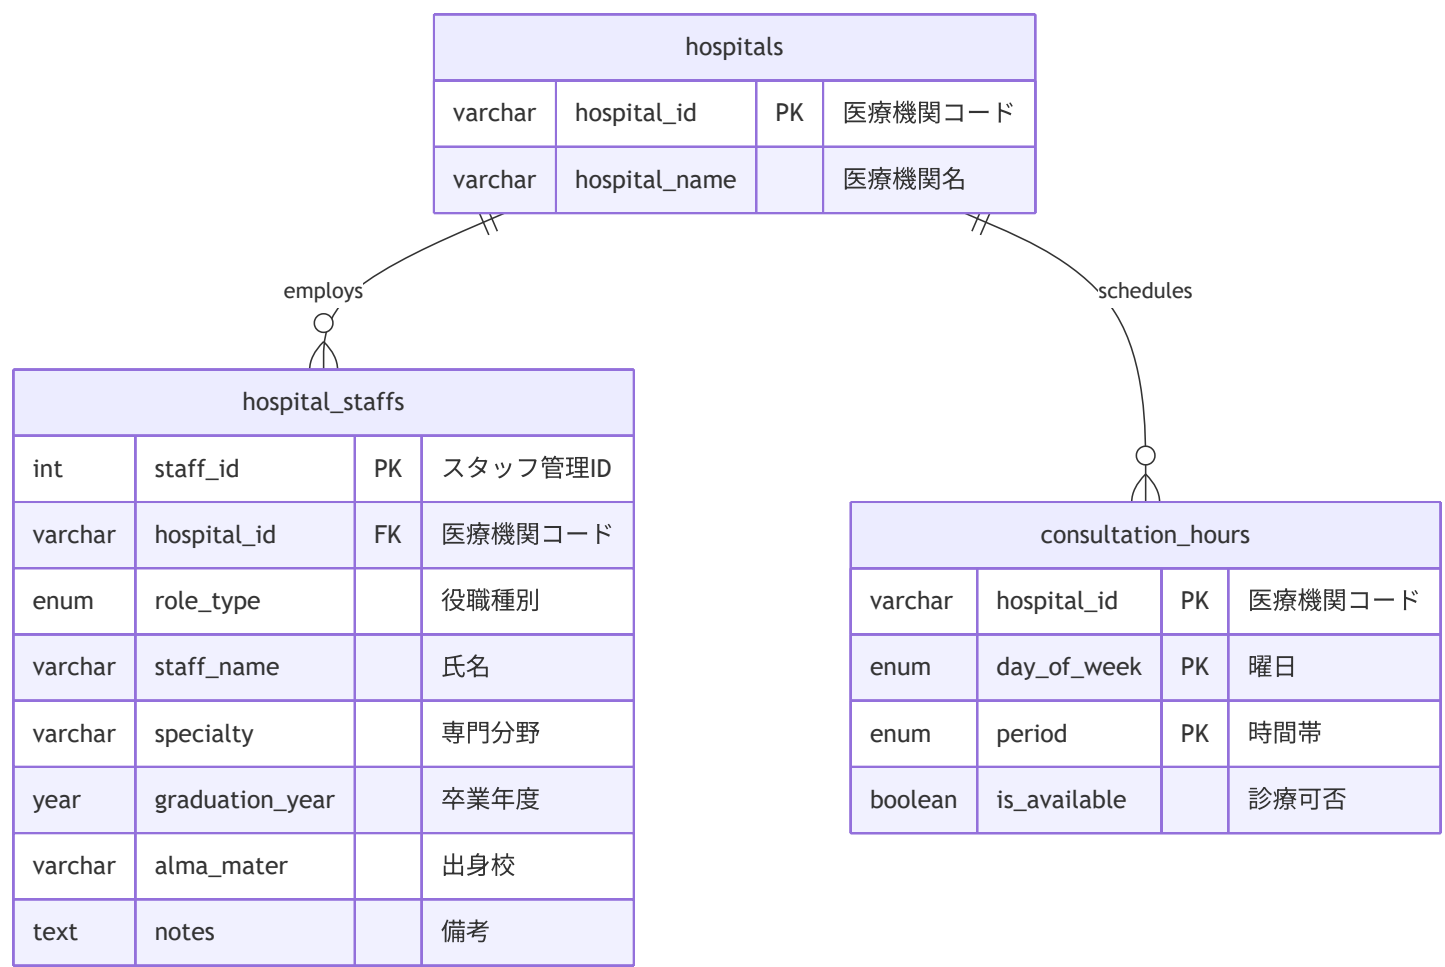 hospitals
varchar hospital_id PK 医療機関コード
varchar hospital_name 医療機関名
employs
schedules
hospital_staffs
int staff_id PK スタッフ管理ID
varchar hospital_id FK 医療機関コード
enum role_type 役職種別
varchar staff_name 氏名
varchar specialty 専門分野
year graduation_year 卒業年度
varchar alma_mater 出身校
text notes 備考
consultation_hours
varchar hospital_id PK 医療機関コード
enum day_of_week PK 曜日
enum period PK 時間帯
boolean is_available 診療可否